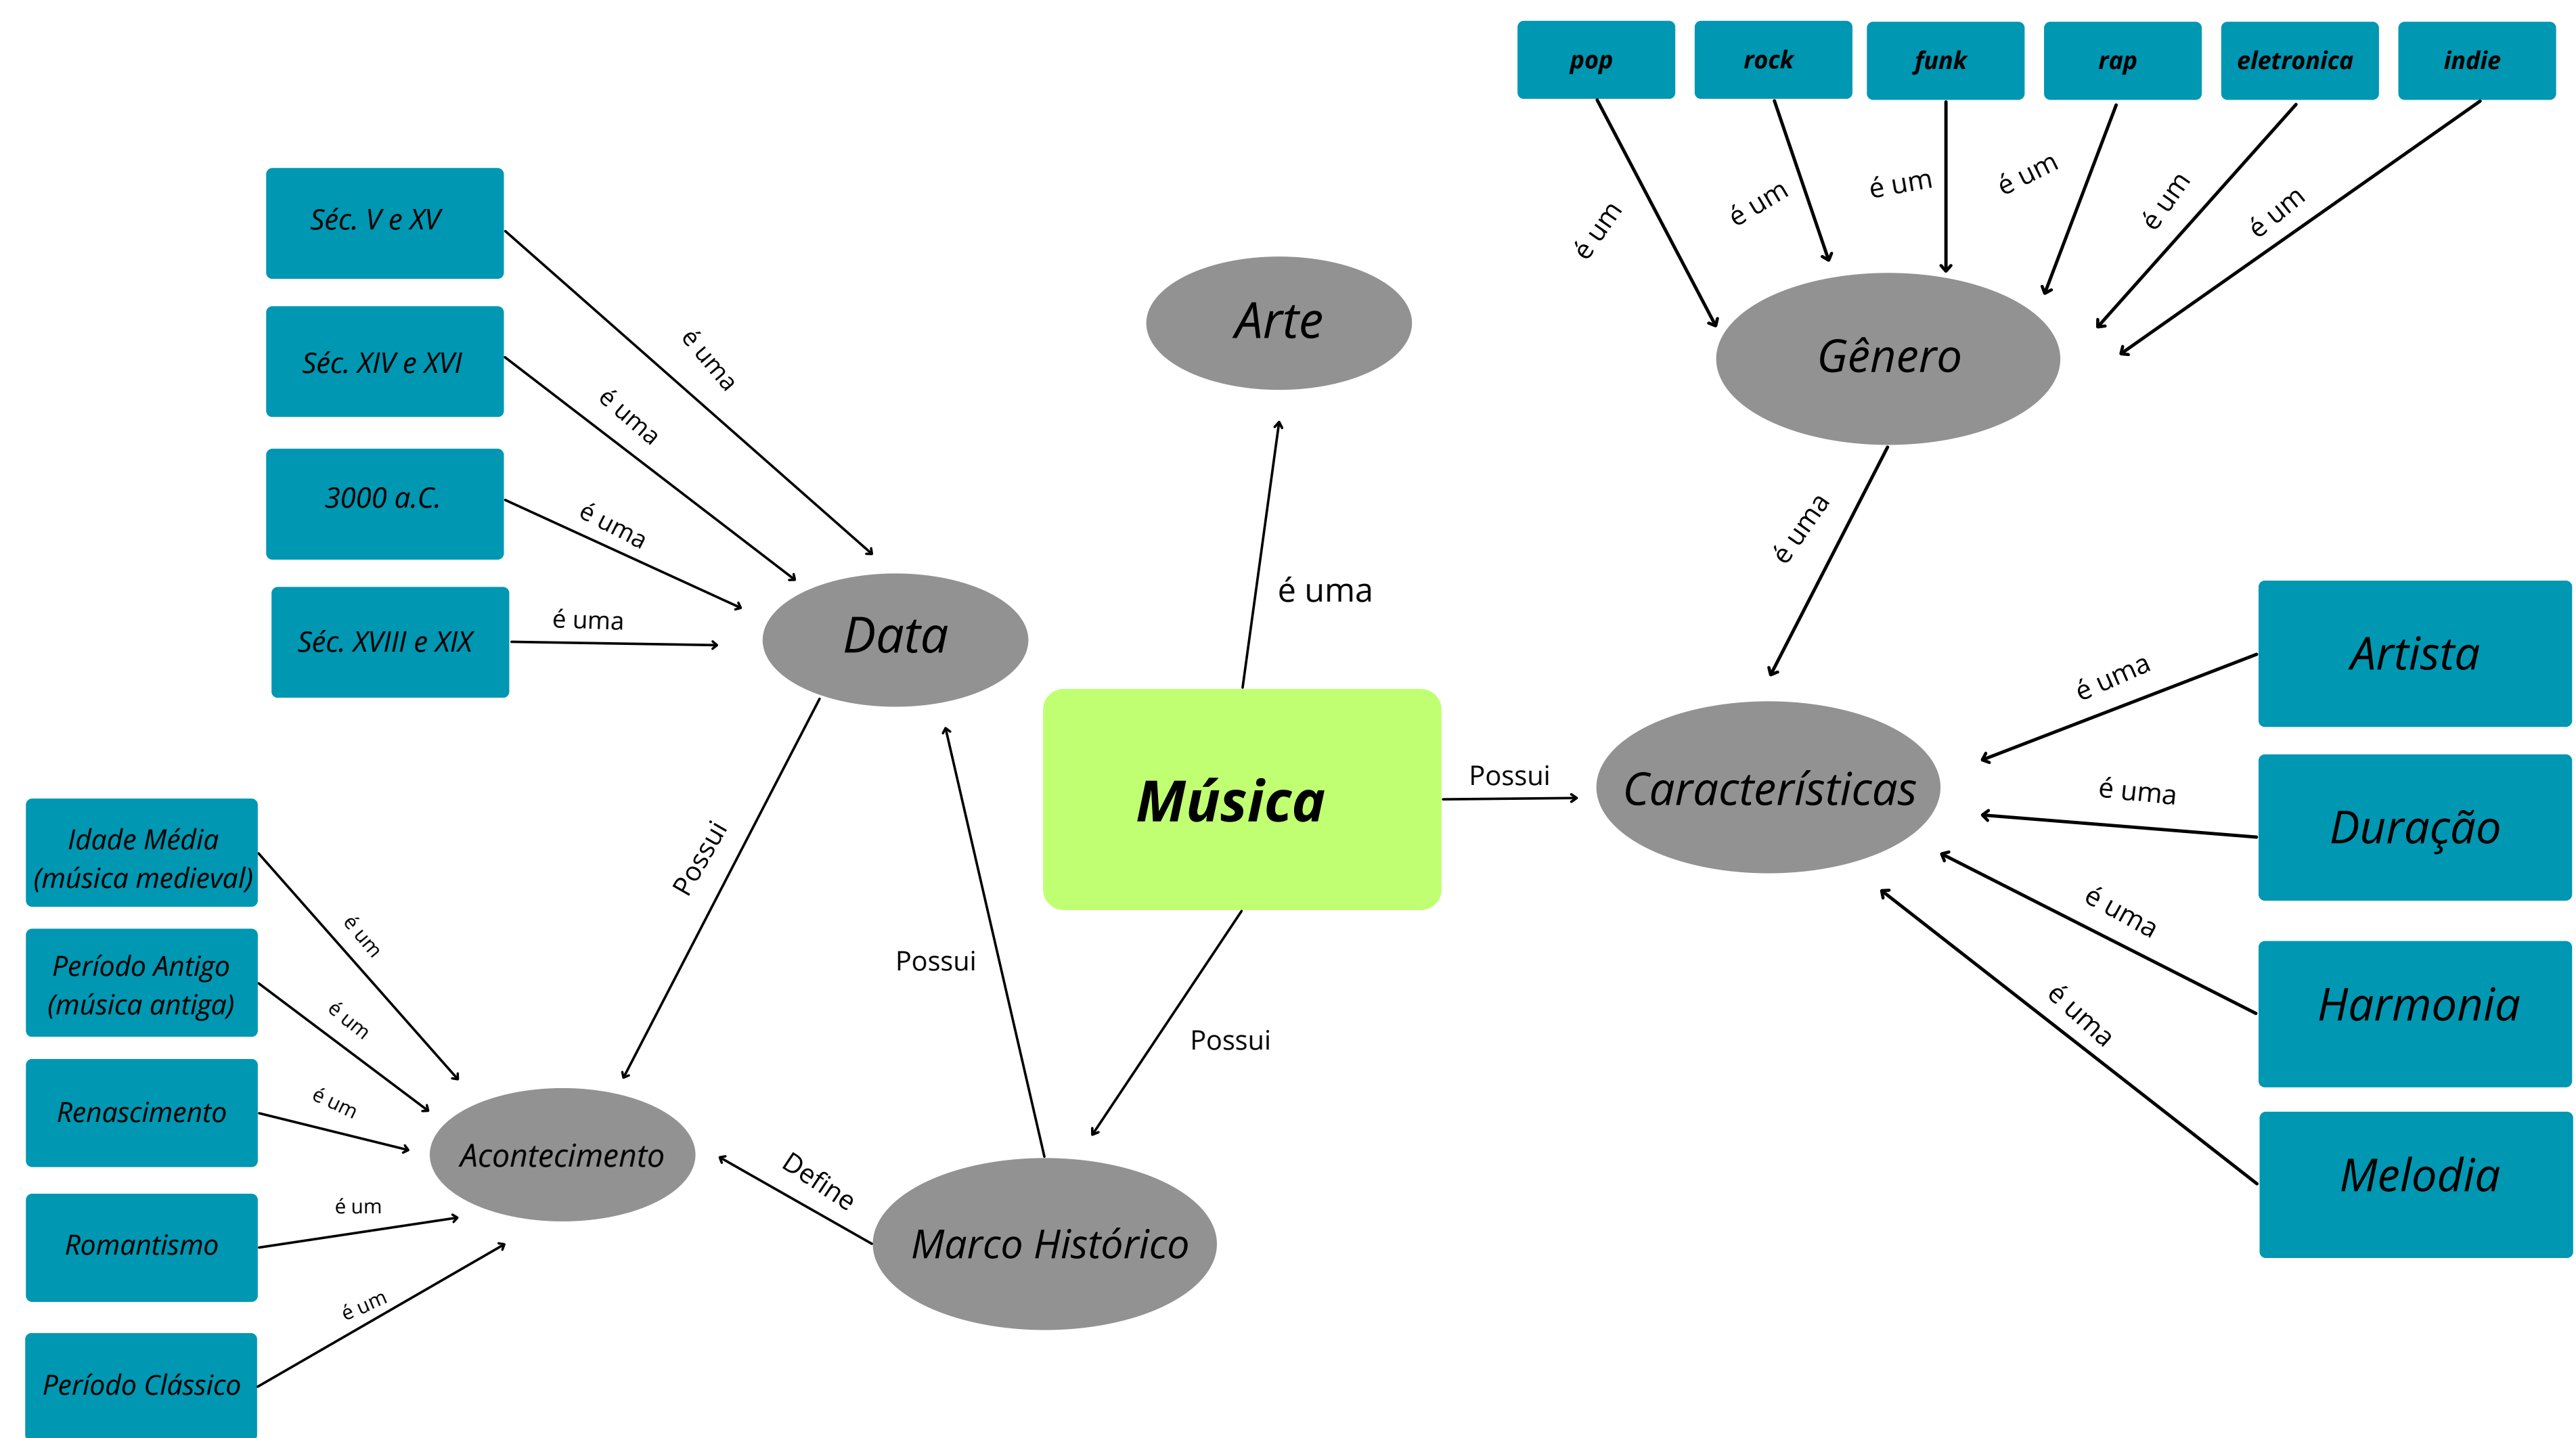 pop
rock
funk
rap
eletronica
indie
é um
é um
é um
é um
é um
é um
Gênero
é uma
Séc. V e XV
Séc. XIV e XVI
3000 a.C.
Séc. XVIII e XIX
é uma
é uma
é uma
é uma
Data
Arte
é uma
Música
Possui
Características
Artista
Duração
Harmonia
Melodia
é uma
é uma
é uma
é uma
Possui
Possui
Possui
Idade Média
(música medieval)
Período Antigo
(música antiga)
Renascimento
Romantismo
Período Clássico
é um
é um
é um
é um
é um
Acontecimento
Define
Marco Histórico